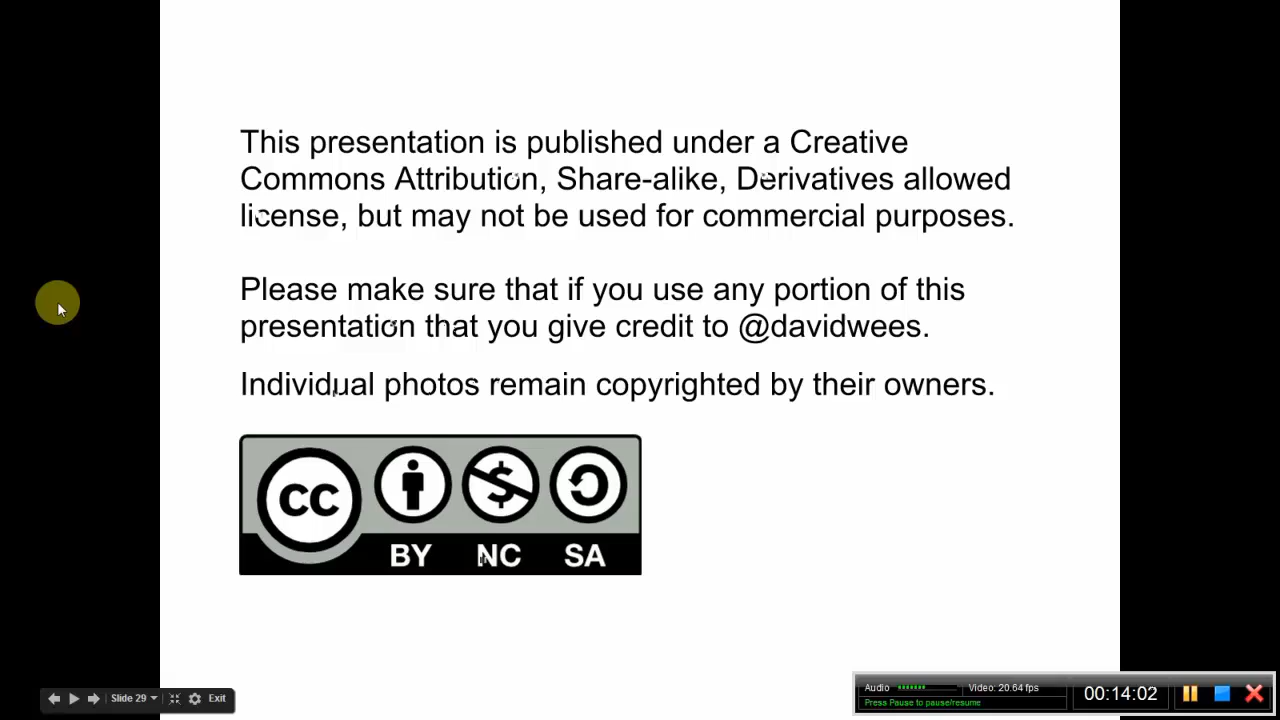 This presentation is published under a Creative
Commons Attribution, Share-alike, Derivatives allowed
license, but may not be used for commercial purposes.
Please make sure that if you use any portion of this
presentation that you give credit to @davidwees.
Individual photos remain copyrighted by their owners.
CC
BY NC SA
Slide 29 Exit
Audio Video: 20.64 fps
Press Pause to pause/resume
00:14:02